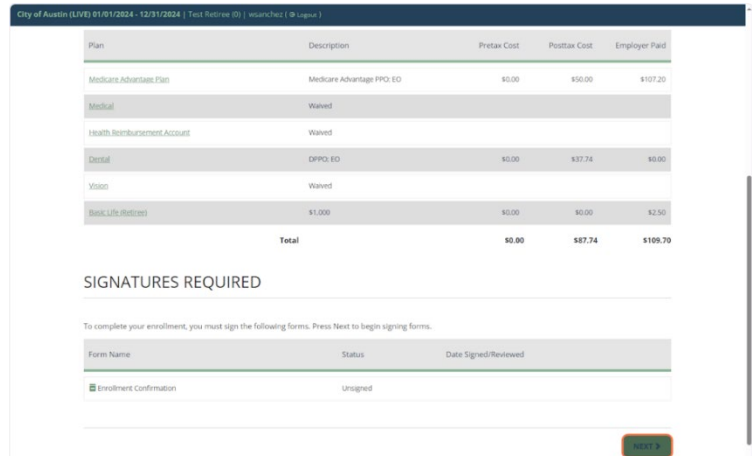 City of Austin (LIVE) 01/01/2024 - 12/31/2024 | Test Retiree (0) | wsanchez ( Logout )
Plan Description Pretax Cost Posttax Cost Employer Paid
Medicare Advantage Plan Medicare Advantage PPO: EO $0.00 $50.00 $107.20
Medical Waived
Health Reimbursement Account Waived
Dental DPPO: EO $0.00 $37.74 $0.00
Vision Waived
Basic Life (Retiree) $1,000 $0.00 $0.00 $2.50
Total $0.00 $87.74 $109.70
SIGNATURES REQUIRED
To complete your enrollment, you must sign the following forms. Press Next to begin signing forms.
Form Name Status Date Signed/Reviewed
Enrollment Confirmation Unsigned
NEXT